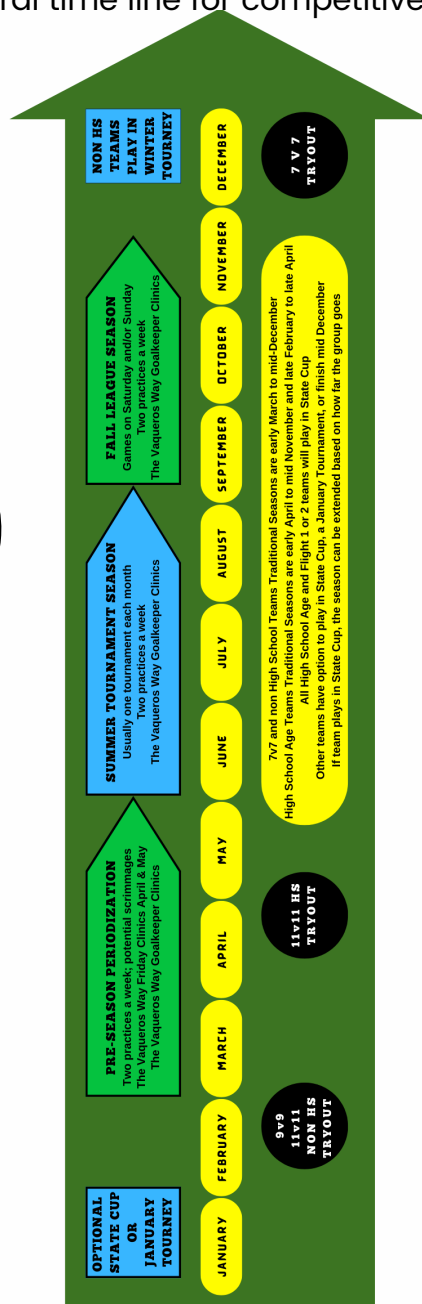 ral time line for competitive
NON HS
TEAMS
PLAY IN
WINTER
TOURNEY
FALL LEAGUE SEASON
Games on Saturday and/or Sunday
Two practices a week
The Vaqueros Way Goalkeeper Clinics
SUMMER TOURNAMENT SEASON
Usually one tournament each month
Two practices a week
The Vaqueros Way Goalkeeper Clinics
PRE-SEASON PERIODIZATION
Two practices a week; potential scrimmages
The Vaqueros Way Friday Clinics April & May
The Vaqueros Way Goalkeeper Clinics
OPTIONAL
STATE CUP
OR
JANUARY
TOURNEY
DECEMBER
NOVEMBER
OCTOBER
SEPTEMBER
AUGUST
JULY
JUNE
MAY
APRIL
MARCH
FEBRUARY
JANUARY
7 V 7
TRYOUT
7v7 and non High School Teams Traditional Seasons are early March to mid-December
High School Age Teams Traditional Seasons are early April to mid November and late February to late April
All High School Age and Flight 1 or 2 teams will play in State Cup
Other teams have option to play in State Cup, a January Tournament, or finish mid December
If team plays in State Cup, the season can be extended based on how far the group goes
11v11 HS
TRYOUT
9v9
11v11
NON HS
TRYOUT